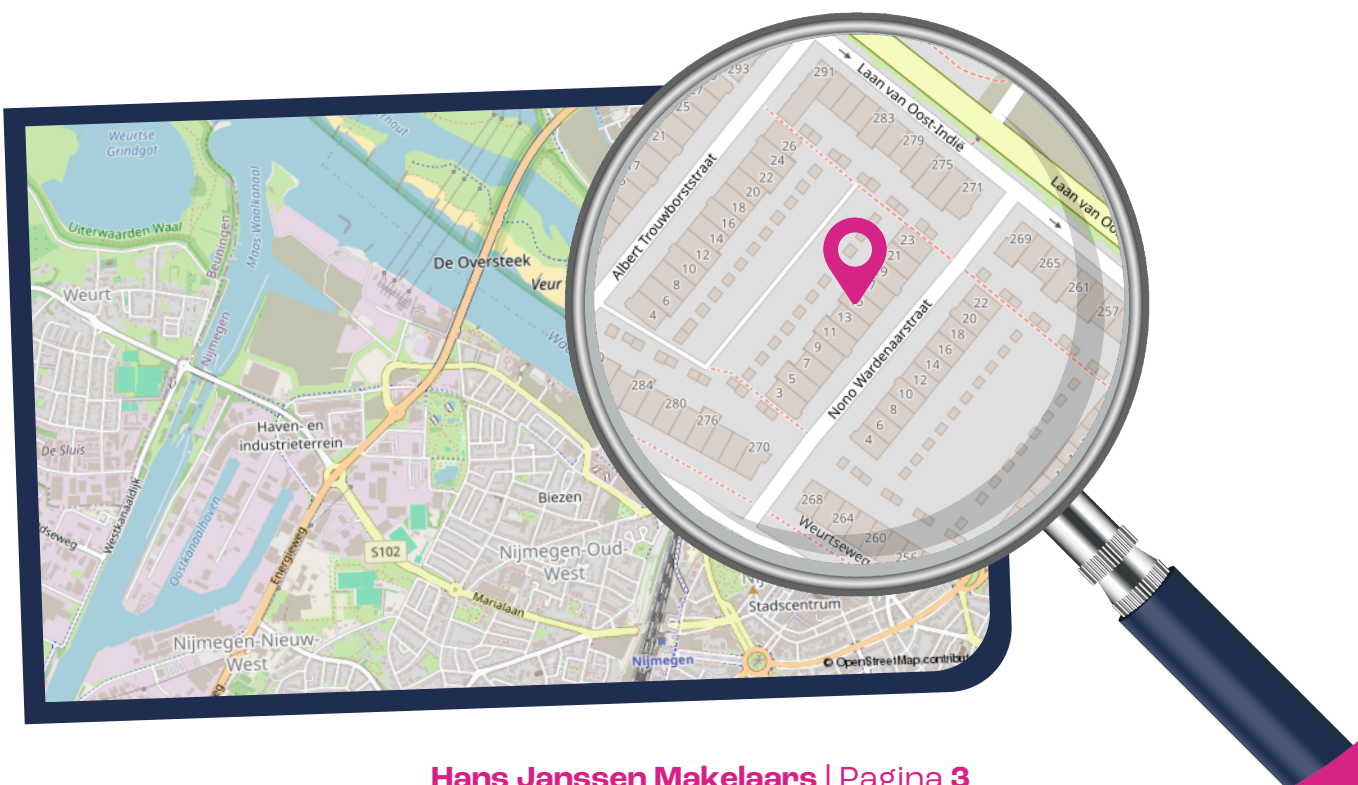 Weurtse
Grindgat
Uiterwaarden Waal
Beuningen
Maas-Waalkanaal
Weurt
Nijmegen
De Oversteek
Veur
Haven- en
industrieterrein
De Sluis
Westkanaaldijk
dseweg
Oostkanaalhaven
Energieweg
S102
Biezen
Nijmegen-Oud-
West
Marialaan
Nijmegen-Nieuw-
West
Stadscentrum
Nijmegen
© OpenStreetMap contribut
293
291
Laan van Oost-Indië
283
279
275
271
25
21
Albert Trouwborststraat
26
24
22
20
18
16
14
12
10
8
6
4
23
21
13
11
9
7
5
3
Nono Wardenaarstraat
Laan van Oo
269
265
261
257
22
20
18
16
14
12
10
8
6
4
284
280
276
270
268
264
260
256
Weurtseweg
Hans Janssen Makelaars | Pagina 3